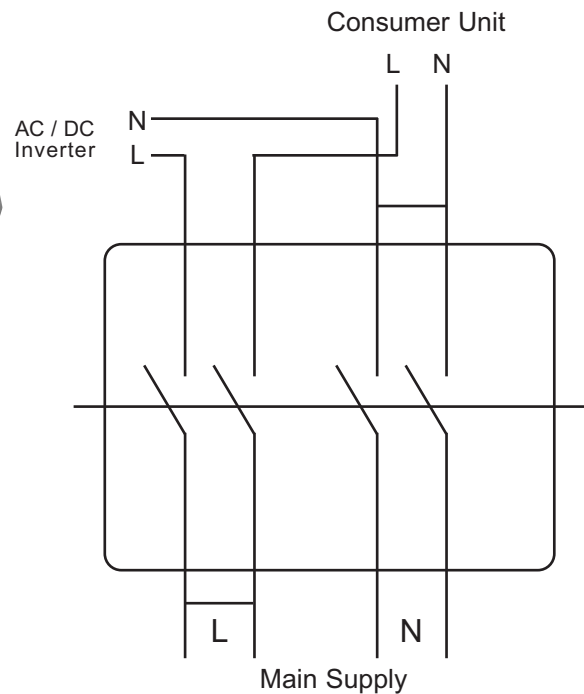 Consumer Unit
L N
AC / DC
Inverter
N
L
L
N
Main Supply